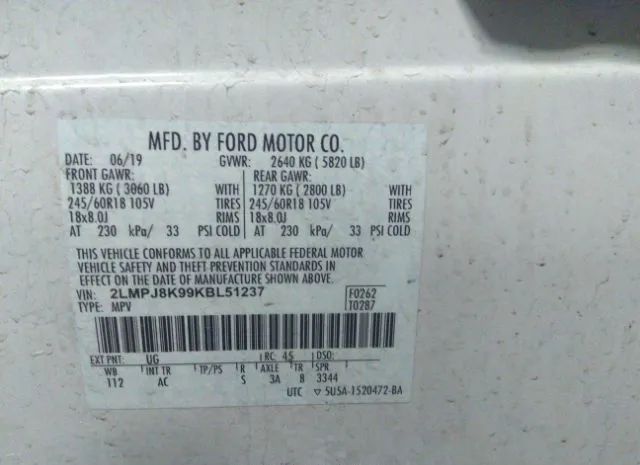 MFD. BY FORD MOTOR CO.
DATE: 06/19 GVWR: 2640 KG ( 5820 LB)
FRONT GAWR: REAR GAWR:
1388 KG ( 3060 LB) WITH 1270 KG ( 2800 LB) WITH
245/60R18 105V TIRES 245/60R18 105V TIRES
18x8.0J RIMS 18x8.0J RIMS
AT 230 kPa/ 33 PSI COLD AT 230 kPa/ 33 PSI COLD
THIS VEHICLE CONFORMS TO ALL APPLICABLE FEDERAL MOTOR
VEHICLE SAFETY AND THEFT PREVENTION STANDARDS IN
EFFECT ON THE DATE OF MANUFACTURE SHOWN ABOVE.
VIN: 2LMPJ8K99KBL51237 F0262
TYPE: MPV T0287
EXT PNT: UG RC: 45 DSO:
WB INT TR TP/PS R AXLE TR SPR
112 AC S 3A 8 3344
UTC ▽ 5U5A-1520472-BA